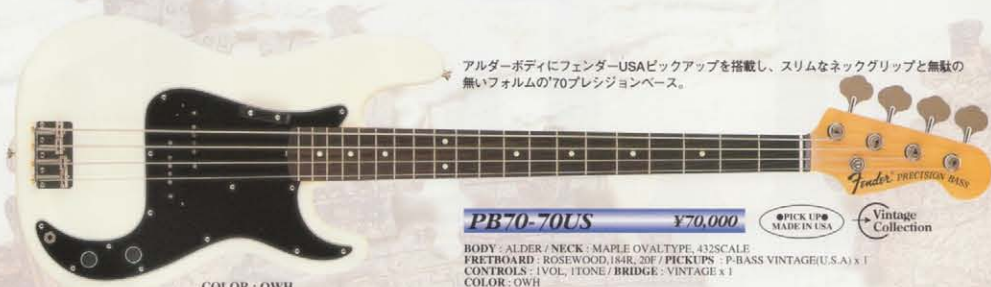 アルダーボディにフェンダーUSAピックアップを搭載し、スリムなネックグリップと無駄の
無いフォルムの'70プレシジョンベース。
Fender PRECISION BASS
PB70-70US ¥70,000
●PICK UP●
MADE IN USA
Vintage
Collection
BODY : ALDER / NECK : MAPLE OVALTYPE, 432SCALE
FRETBOARD : ROSEWOOD,184R, 20F / PICKUPS : P-BASS VINTAGE(U.S.A) x 1
CONTROLS : 1VOL, 1TONE / BRIDGE : VINTAGE x 1
COLOR : OWH
COLOR : OWH